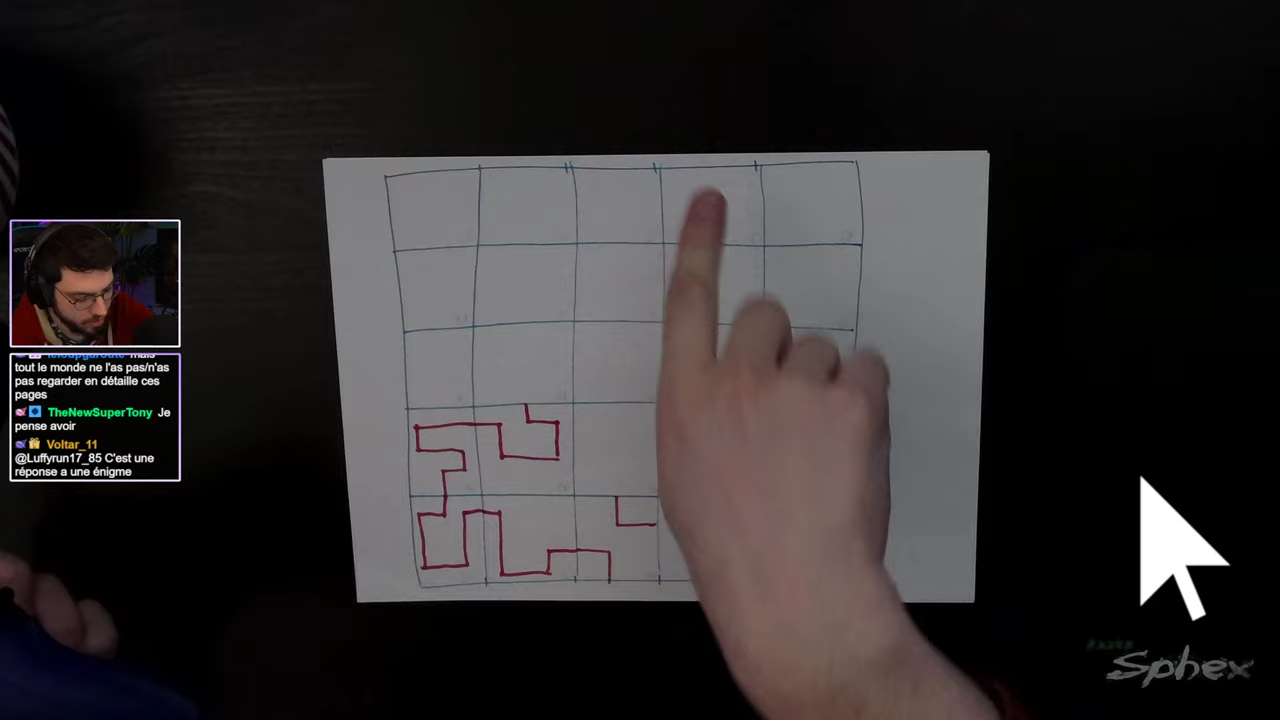 tout le monde ne l'as pas/n'as
pas regarder en détaille ces
pages
TheNewSuperTony Je
pense avoir
Voltar_11
@Luffyrun17_85 C'est une
réponse a une énigme
Sphex